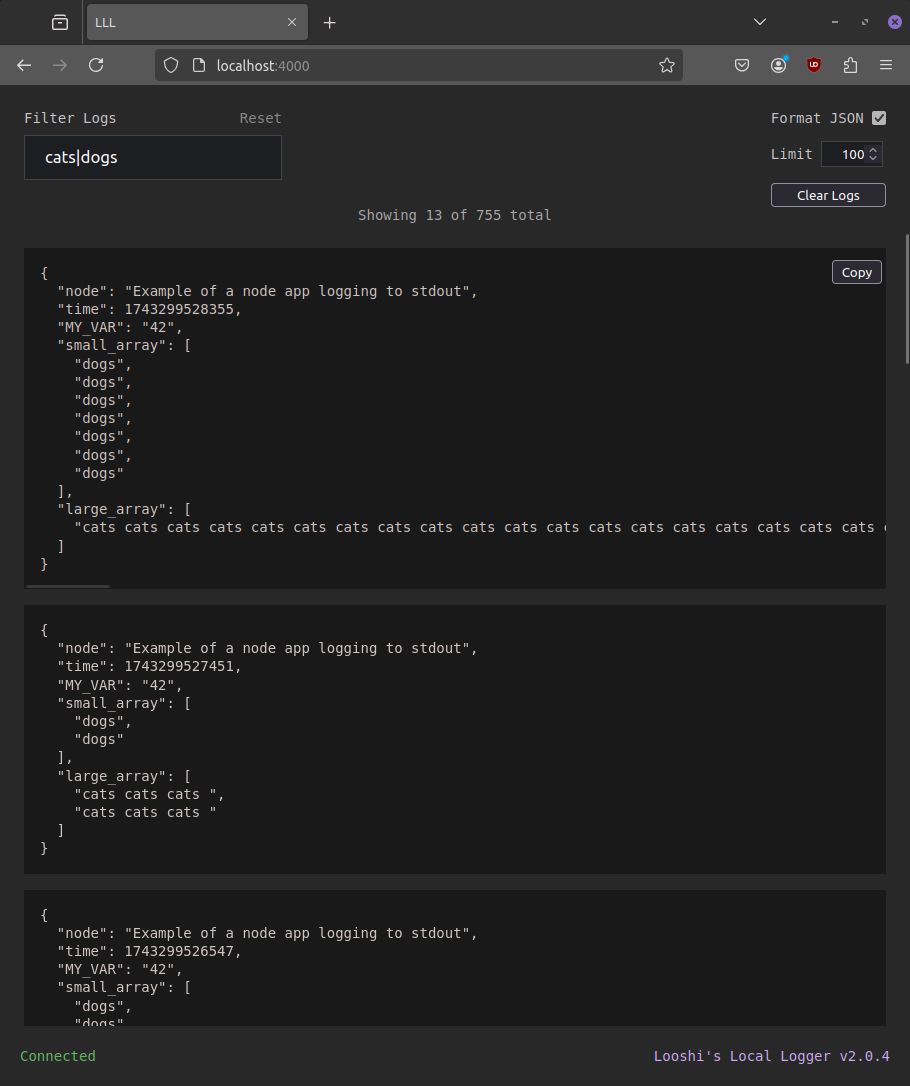 LLL
localhost:4000
Filter Logs
Reset
Format JSON
cats|dogs
Limit
100
Clear Logs
Showing 13 of 755 total
Copy
{
"node": "Example of a node app logging to stdout",
"time": 1743299528355,
"MY_VAR": "42",
"small_array": [
"dogs",
"dogs",
"dogs",
"dogs",
"dogs",
"dogs",
"dogs"
],
"large_array": [
"cats cats cats cats cats cats cats cats cats cats cats cats cats cats cats cats cats cats cats
]
}
{
"node": "Example of a node app logging to stdout",
"time": 1743299527451,
"MY_VAR": "42",
"small_array": [
"dogs",
"dogs"
],
"large_array": [
"cats cats cats ",
"cats cats cats "
]
}
{
"node": "Example of a node app logging to stdout",
"time": 1743299526547,
"MY_VAR": "42",
"small_array": [
"dogs",
"dogs"
Connected
Looshi's Local Logger v2.0.4